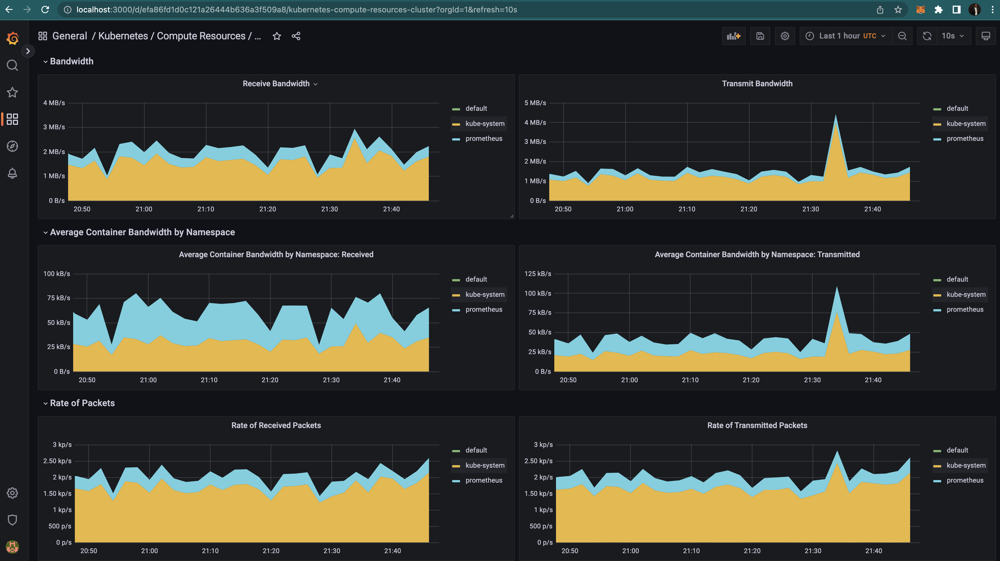 localhost:3000/d/efa86fd1d0c121a26444b636a3f509a8/kubernetes-compute-resources-cluster?orgId=1&refresh=10s
General / Kubernetes / Compute Resources / ...
Last 1 hour UTC
10s
Bandwidth
Receive Bandwidth
4 MB/s
3 MB/s
2 MB/s
1 MB/s
0 B/s
20:50 21:00 21:10 21:20 21:30 21:40
default
kube-system
prometheus
Transmit Bandwidth
5 MB/s
4 MB/s
3 MB/s
2 MB/s
1 MB/s
0 B/s
20:50 21:00 21:10 21:20 21:30 21:40
default
kube-system
prometheus
Average Container Bandwidth by Namespace
Average Container Bandwidth by Namespace: Received
100 kB/s
75 kB/s
50 kB/s
25 kB/s
0 B/s
20:50 21:00 21:10 21:20 21:30 21:40
default
kube-system
prometheus
Average Container Bandwidth by Namespace: Transmitted
125 kB/s
100 kB/s
75 kB/s
50 kB/s
25 kB/s
0 B/s
20:50 21:00 21:10 21:20 21:30 21:40
default
kube-system
prometheus
Rate of Packets
Rate of Received Packets
3 kp/s
2.50 kp/s
2 kp/s
1.50 kp/s
1 kp/s
500 p/s
0 p/s
20:50 21:00 21:10 21:20 21:30 21:40
default
kube-system
prometheus
Rate of Transmitted Packets
3 kp/s
2.50 kp/s
2 kp/s
1.50 kp/s
1 kp/s
500 p/s
0 p/s
20:50 21:00 21:10 21:20 21:30 21:40
default
kube-system
prometheus